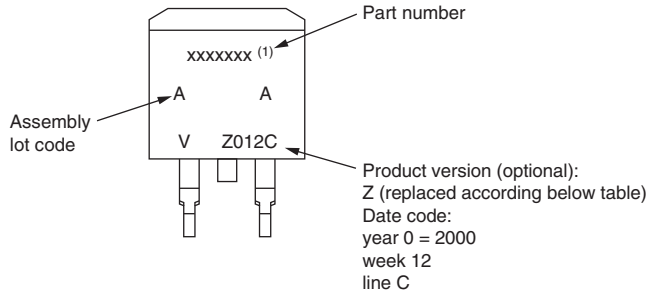 Part number
xxxxxxx (1)
A A
Assembly
lot code
V Z012C
Product version (optional):
Z (replaced according below table)
Date code:
year 0 = 2000
week 12
line C